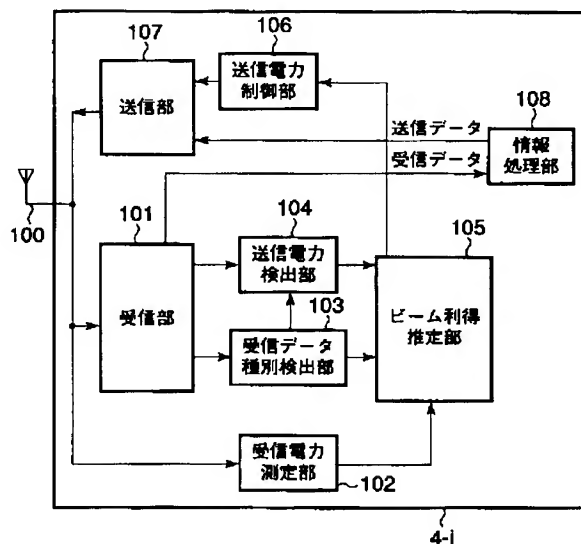 107
送信部
106
送信電力
制御部
108
情報
処理部
送信データ
受信データ
100
101
受信部
104
送信電力
検出部
103
受信データ
種別検出部
105
ビーム利得
推定部
受信電力
測定部
102
4-i